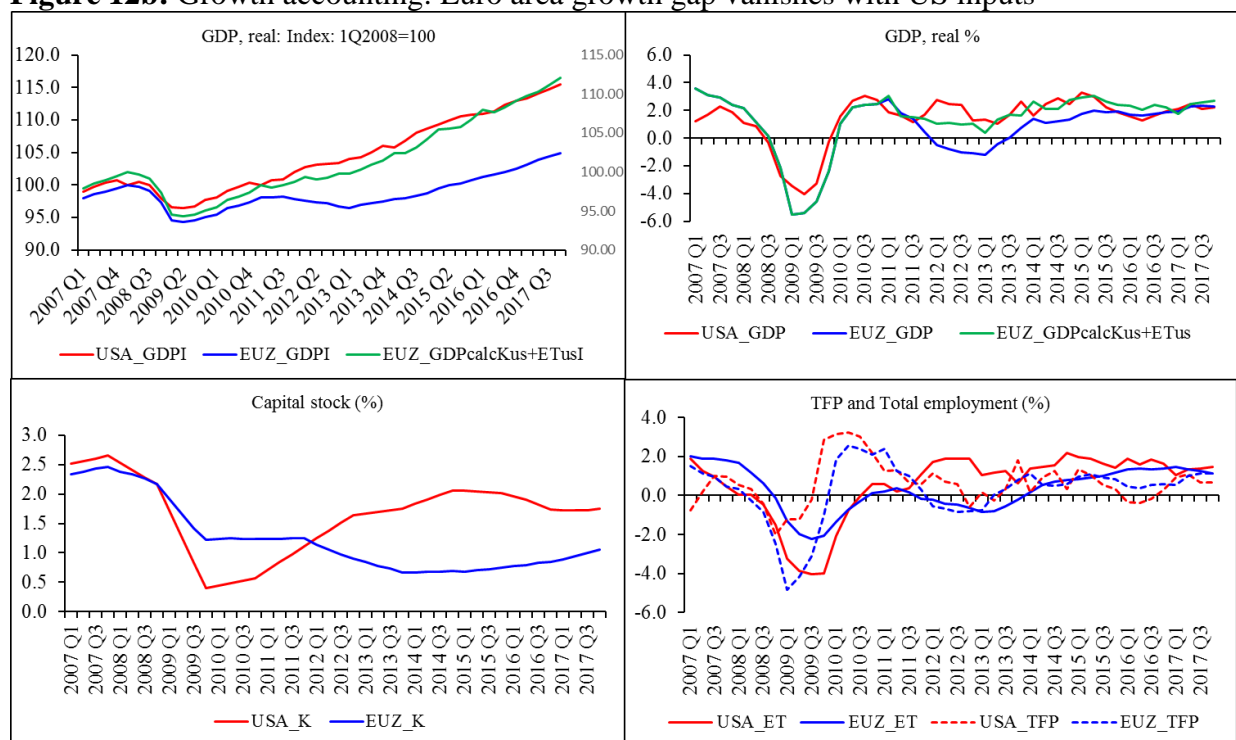 Figure 12b: Growth accounting: Euro area growth gap vanishes with US inputs
GDP, real: Index: 1Q2008=100
120.0
115.0
110.0
105.0
100.0
95.0
90.0
115.00
110.00
105.00
100.00
95.00
90.00
2007 Q1
2007 Q4
2008 Q3
2009 Q2
2010 Q1
2010 Q4
2011 Q3
2012 Q2
2013 Q1
2013 Q4
2014 Q3
2015 Q2
2016 Q1
2016 Q4
2017 Q3
USA_GDPI EUZ_GDPI EUZ_GDPcalcKus+ETusI
GDP, real %
6.0
4.0
2.0
0.0
-2.0
-4.0
-6.0
2007 Q1
2007 Q3
2008 Q1
2008 Q3
2009 Q1
2009 Q3
2010 Q1
2010 Q3
2011 Q1
2011 Q3
2012 Q1
2012 Q3
2013 Q1
2013 Q3
2014 Q1
2014 Q3
2015 Q1
2015 Q3
2016 Q1
2016 Q3
2017 Q1
2017 Q3
USA_GDP EUZ_GDP EUZ_GDPcalcKus+ETus
Capital stock (%)
3.0
2.5
2.0
1.5
1.0
0.5
0.0
2007 Q1
2007 Q3
2008 Q1
2008 Q3
2009 Q1
2009 Q3
2010 Q1
2010 Q3
2011 Q1
2011 Q3
2012 Q1
2012 Q3
2013 Q1
2013 Q3
2014 Q1
2014 Q3
2015 Q1
2015 Q3
2016 Q1
2016 Q3
2017 Q1
2017 Q3
USA_K EUZ_K
TFP and Total employment (%)
4.0
2.0
0.0
-2.0
-4.0
-6.0
2007 Q1
2007 Q3
2008 Q1
2008 Q3
2009 Q1
2009 Q3
2010 Q1
2010 Q3
2011 Q1
2011 Q3
2012 Q1
2012 Q3
2013 Q1
2013 Q3
2014 Q1
2014 Q3
2015 Q1
2015 Q3
2016 Q1
2016 Q3
2017 Q1
2017 Q3
USA_ET EUZ_ET USA_TFP EUZ_TFP